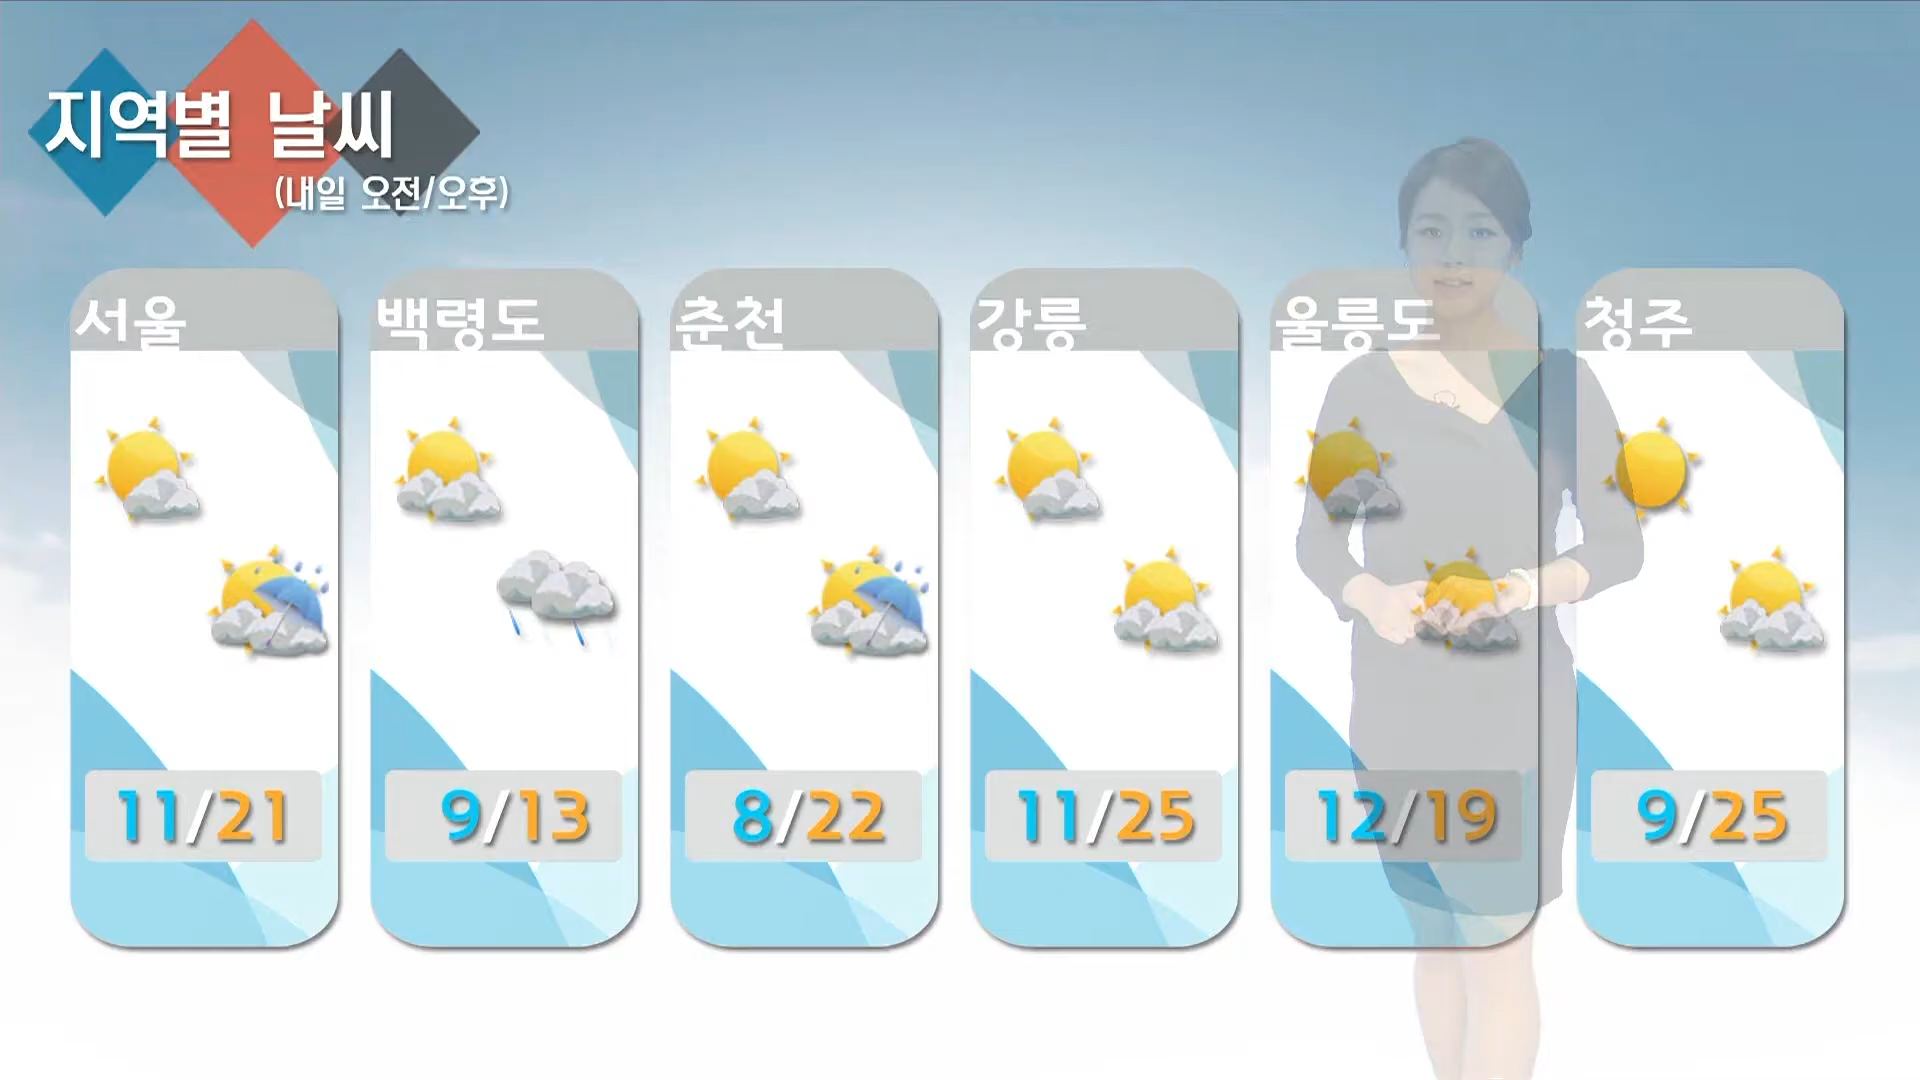 지역별 날씨
(내일 오전/오후)
서울
백령도
춘천
강릉
울릉도
청주
11/21
9/13
8/22
11/25
12/19
9/25